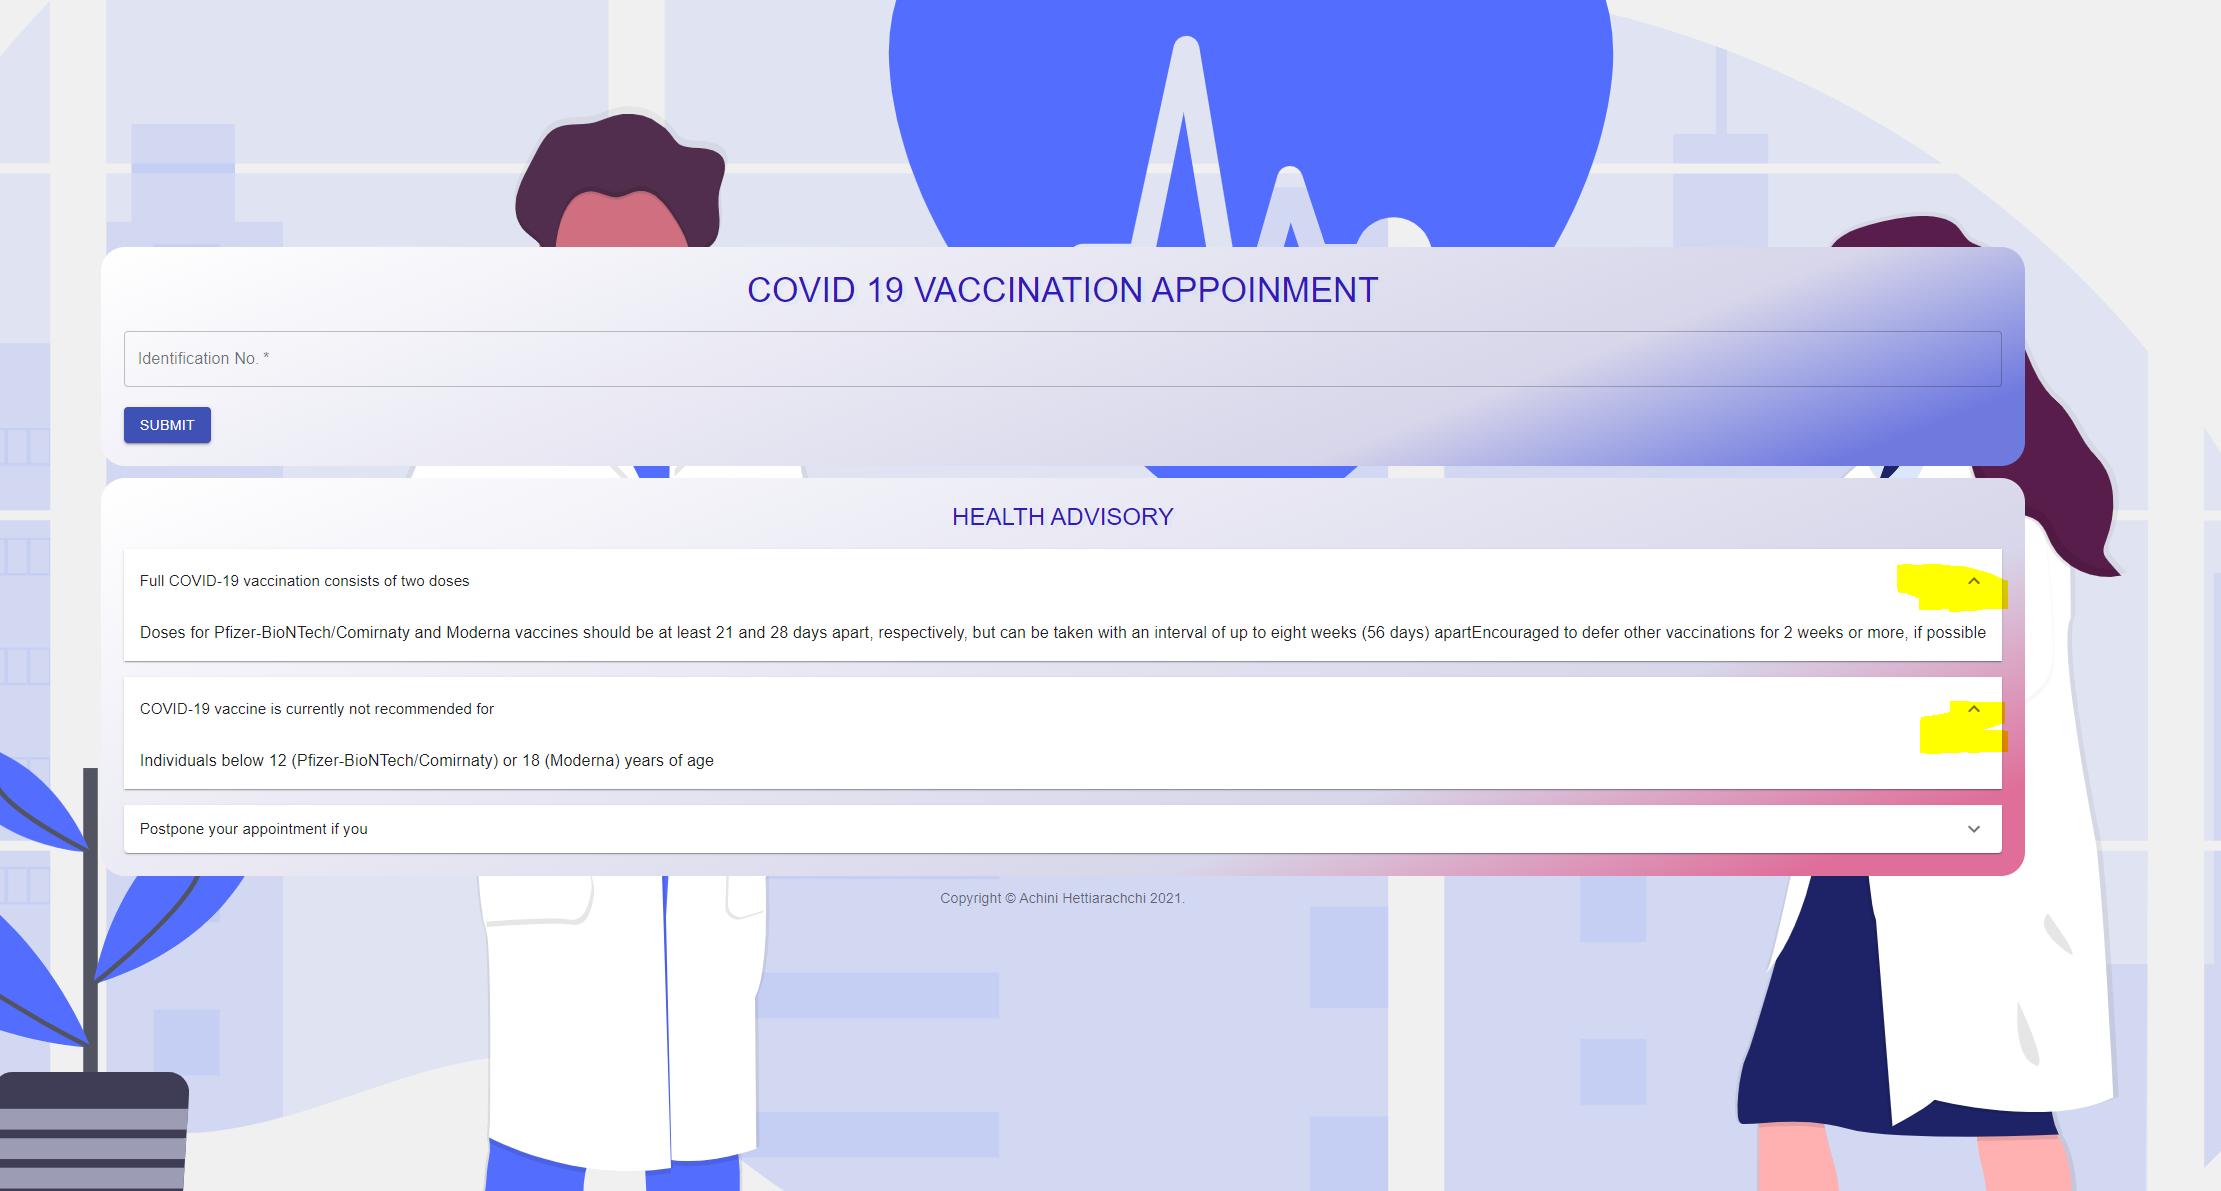 COVID 19 VACCINATION APPOINMENT
Identification No. *
SUBMIT
HEALTH ADVISORY
Full COVID-19 vaccination consists of two doses
Doses for Pfizer-BioNTech/Comirnaty and Moderna vaccines should be at least 21 and 28 days apart, respectively, but can be taken with an interval of up to eight weeks (56 days) apartEncouraged to defer other vaccinations for 2 weeks or more, if possible
COVID-19 vaccine is currently not recommended for
Individuals below 12 (Pfizer-BioNTech/Comirnaty) or 18 (Moderna) years of age
Postpone your appointment if you
Copyright © Achini Hettiarachchi 2021.